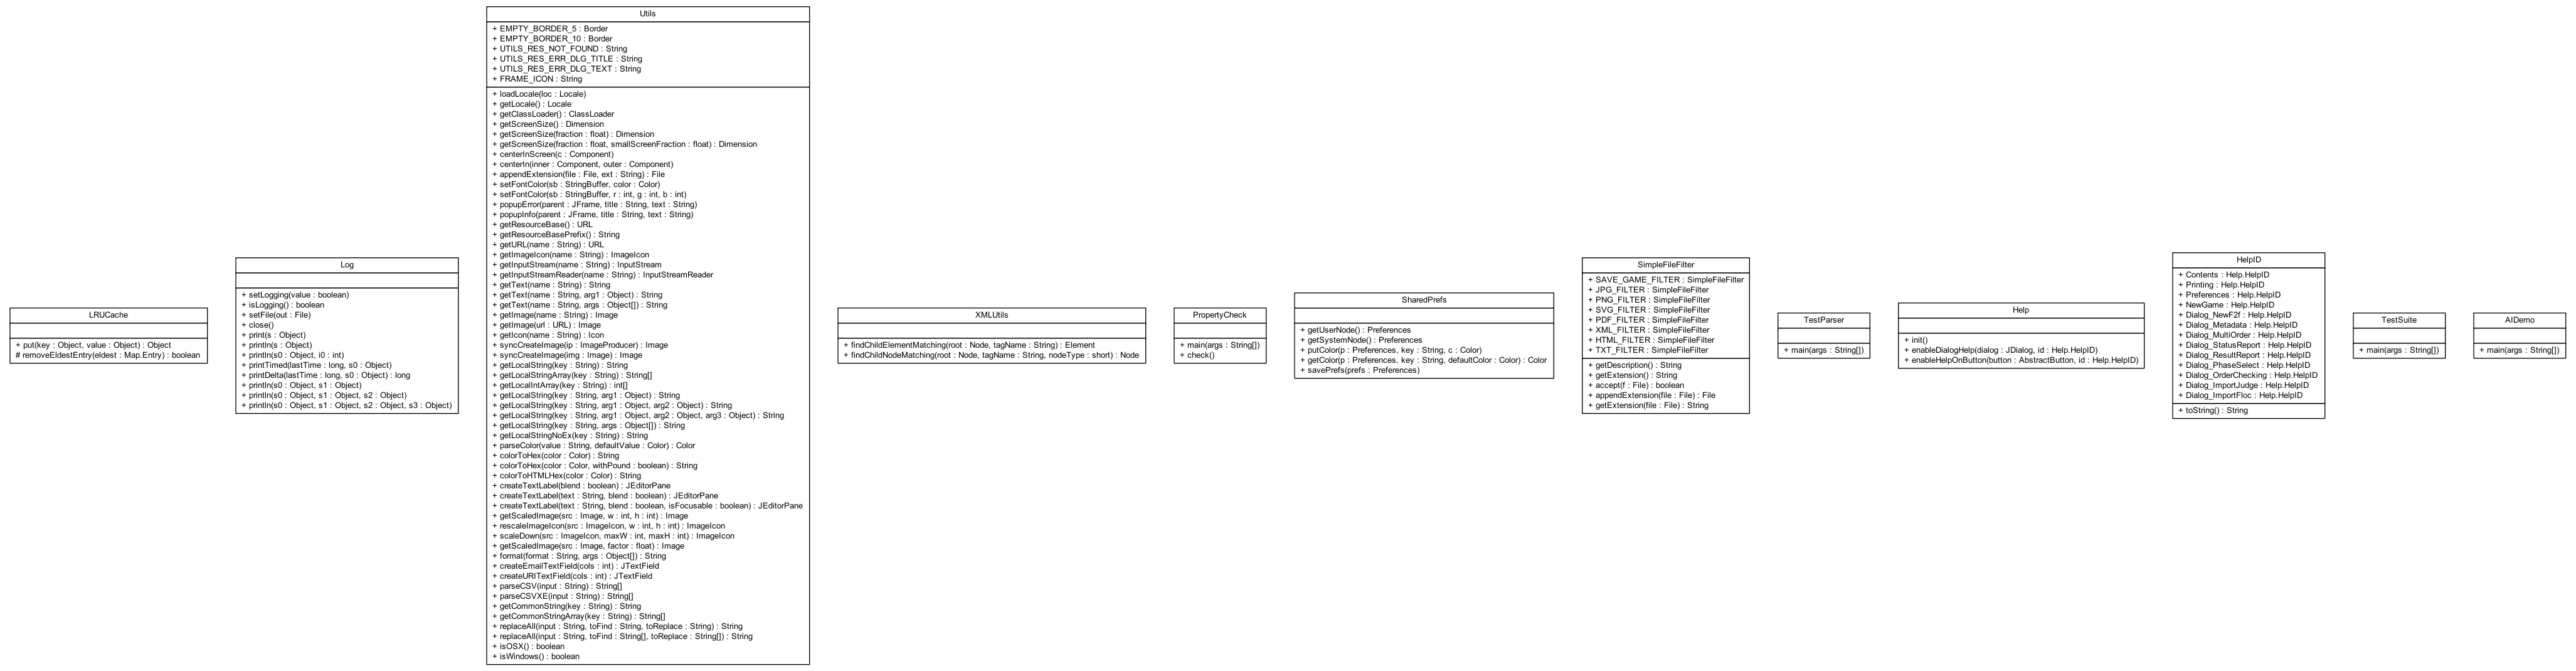 LRUCache
+ put(key : Object, value : Object) : Object
# removeEldestEntry(eldest : Map.Entry) : boolean
Log
+ setLogging(value : boolean)
+ isLogging() : boolean
+ setFile(out : File)
+ close()
+ print(s : Object)
+ println(s : Object)
+ println(s0 : Object, i0 : int)
+ printTimed(lastTime : long, s0 : Object)
+ printDelta(lastTime : long, s0 : Object) : long
+ println(s0 : Object, s1 : Object)
+ println(s0 : Object, s1 : Object, s2 : Object)
+ println(s0 : Object, s1 : Object, s2 : Object, s3 : Object)
Utils
+ EMPTY_BORDER_5 : Border
+ EMPTY_BORDER_10 : Border
+ UTILS_RES_NOT_FOUND : String
+ UTILS_RES_ERR_DLG_TITLE : String
+ UTILS_RES_ERR_DLG_TEXT : String
+ FRAME_ICON : String
+ loadLocale(loc : Locale)
+ getLocale() : Locale
+ getClassLoader() : ClassLoader
+ getScreenSize() : Dimension
+ getScreenSize(fraction : float) : Dimension
+ getScreenSize(fraction : float, smallScreenFraction : float) : Dimension
+ centerInScreen(c : Component)
+ centerIn(inner : Component, outer : Component)
+ appendExtension(file : File, ext : String) : File
+ setFontColor(sb : StringBuffer, color : Color)
+ setFontColor(sb : StringBuffer, r : int, g : int, b : int)
+ popupError(parent : JFrame, title : String, text : String)
+ popupInfo(parent : JFrame, title : String, text : String)
+ getResourceBase() : URL
+ getResourceBasePrefix() : String
+ getURL(name : String) : URL
+ getImageIcon(name : String) : ImageIcon
+ getInputStream(name : String) : InputStream
+ getInputStreamReader(name : String) : InputStreamReader
+ getText(name : String) : String
+ getText(name : String, arg1 : Object) : String
+ getText(name : String, args : Object[]) : String
+ getImage(name : String) : Image
+ getImage(url : URL) : Image
+ getIcon(name : String) : Icon
+ syncCreateImage(ip : ImageProducer) : Image
+ syncCreateImage(img : Image) : Image
+ getLocalString(key : String) : String
+ getLocalStringArray(key : String) : String[]
+ getLocalIntArray(key : String) : int[]
+ getLocalString(key : String, arg1 : Object) : String
+ getLocalString(key : String, arg1 : Object, arg2 : Object) : String
+ getLocalString(key : String, arg1 : Object, arg2 : Object, arg3 : Object) : String
+ getLocalString(key : String, args : Object[]) : String
+ getLocalStringNoEx(key : String) : String
+ parseColor(value : String, defaultValue : Color) : Color
+ colorToHex(color : Color) : String
+ colorToHex(color : Color, withPound : boolean) : String
+ colorToHTMLHex(color : Color) : String
+ createTextLabel(blend : boolean) : JEditorPane
+ createTextLabel(text : String, blend : boolean) : JEditorPane
+ createTextLabel(text : String, blend : boolean, isFocusable : boolean) : JEditorPane
+ getScaledImage(src : Image, w : int, h : int) : Image
+ rescaleImageIcon(src : ImageIcon, w : int, h : int) : ImageIcon
+ scaleDown(src : ImageIcon, maxW : int, maxH : int) : ImageIcon
+ getScaledImage(src : Image, factor : float) : Image
+ format(format : String, args : Object[]) : String
+ createEmailTextField(cols : int) : JTextField
+ createURITextField(cols : int) : JTextField
+ parseCSV(input : String) : String[]
+ parseCSVXE(input : String) : String[]
+ getCommonString(key : String) : String
+ getCommonStringArray(key : String) : String[]
+ replaceAll(input : String, toFind : String, toReplace : String) : String
+ replaceAll(input : String, toFind : String[], toReplace : String[]) : String
+ isOSX() : boolean
+ isWindows() : boolean
XMLUtils
+ findChildElementMatching(root : Node, tagName : String) : Element
+ findChildNodeMatching(root : Node, tagName : String, nodeType : short) : Node
PropertyCheck
+ main(args : String[])
+ check()
SharedPrefs
+ getUserNode() : Preferences
+ getSystemNode() : Preferences
+ putColor(p : Preferences, key : String, c : Color)
+ getColor(p : Preferences, key : String, defaultColor : Color) : Color
+ savePrefs(prefs : Preferences)
SimpleFileFilter
+ SAVE_GAME_FILTER : SimpleFileFilter
+ JPG_FILTER : SimpleFileFilter
+ PNG_FILTER : SimpleFileFilter
+ SVG_FILTER : SimpleFileFilter
+ PDF_FILTER : SimpleFileFilter
+ XML_FILTER : SimpleFileFilter
+ HTML_FILTER : SimpleFileFilter
+ TXT_FILTER : SimpleFileFilter
+ getDescription() : String
+ getExtension() : String
+ accept(f : File) : boolean
+ appendExtension(file : File) : File
+ getExtension(file : File) : String
TestParser
+ main(args : String[])
Help
+ init()
+ enableDialogHelp(dialog : JDialog, id : Help.HelpID)
+ enableHelpOnButton(button : AbstractButton, id : Help.HelpID)
HelpID
+ Contents : Help.HelpID
+ Printing : Help.HelpID
+ Preferences : Help.HelpID
+ NewGame : Help.HelpID
+ Dialog_NewF2f : Help.HelpID
+ Dialog_Metadata : Help.HelpID
+ Dialog_MultiOrder : Help.HelpID
+ Dialog_StatusReport : Help.HelpID
+ Dialog_ResultReport : Help.HelpID
+ Dialog_PhaseSelect : Help.HelpID
+ Dialog_OrderChecking : Help.HelpID
+ Dialog_ImportJudge : Help.HelpID
+ Dialog_ImportFloc : Help.HelpID
+ toString() : String
TestSuite
+ main(args : String[])
AIDemo
+ main(args : String[])